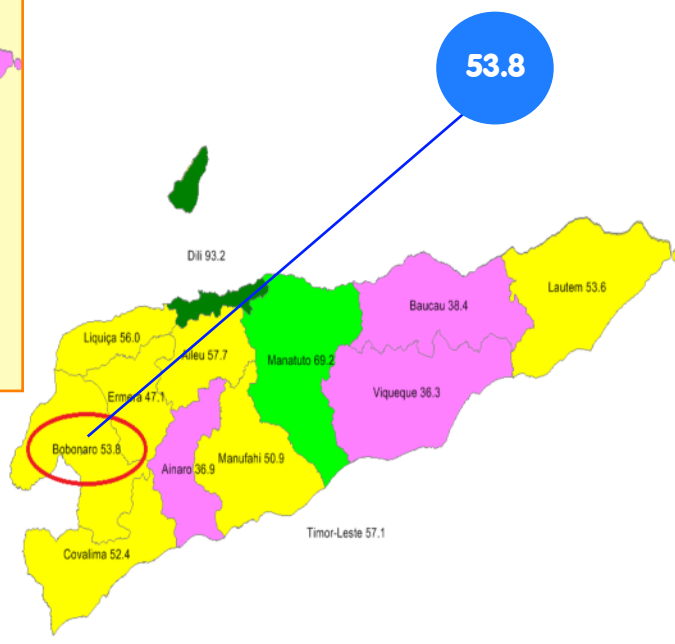 53.8
Dili 93.2
Lautem 53.6
Baucau 38.4
Liquiça 56.0
Aileu 57.7
Manatuto 69.2
Viqueque 36.3
Ermera 47.1
Bobonaro 53.8
Manufahi 50.9
Ainaro 36.9
Timor-Leste 57.1
Covalima 52.4